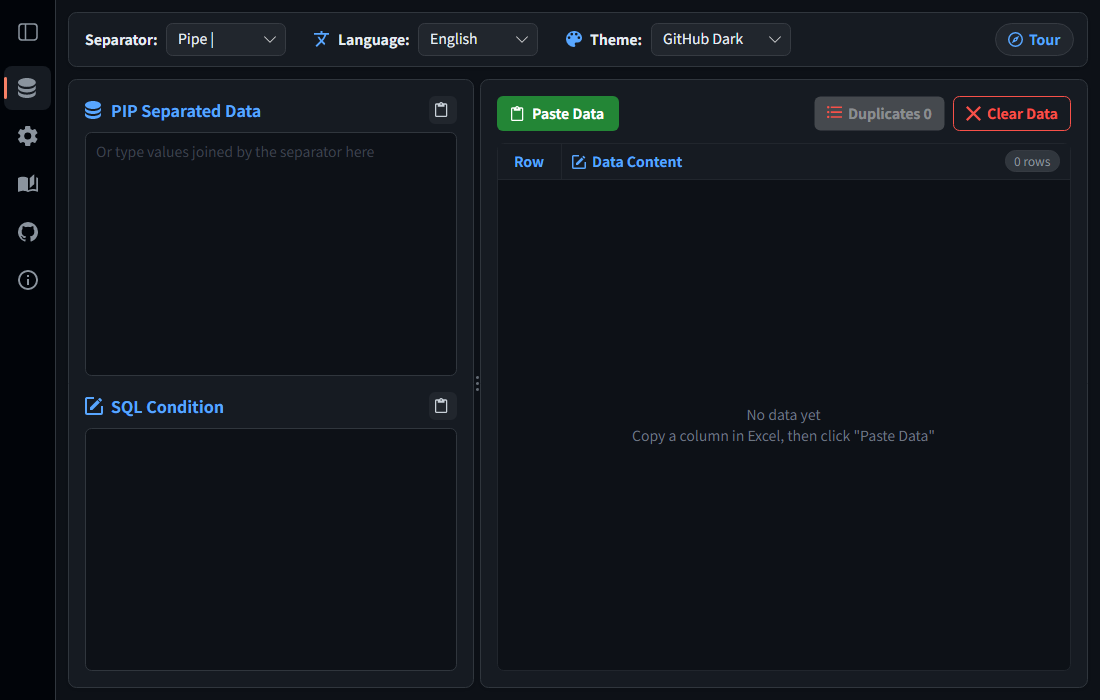 Separator: Pipe | Language: English Theme: GitHub Dark Tour
PIP Separated Data
Or type values joined by the separator here
SQL Condition
Paste Data Duplicates 0 Clear Data
Row Data Content 0 rows
No data yet
Copy a column in Excel, then click "Paste Data"